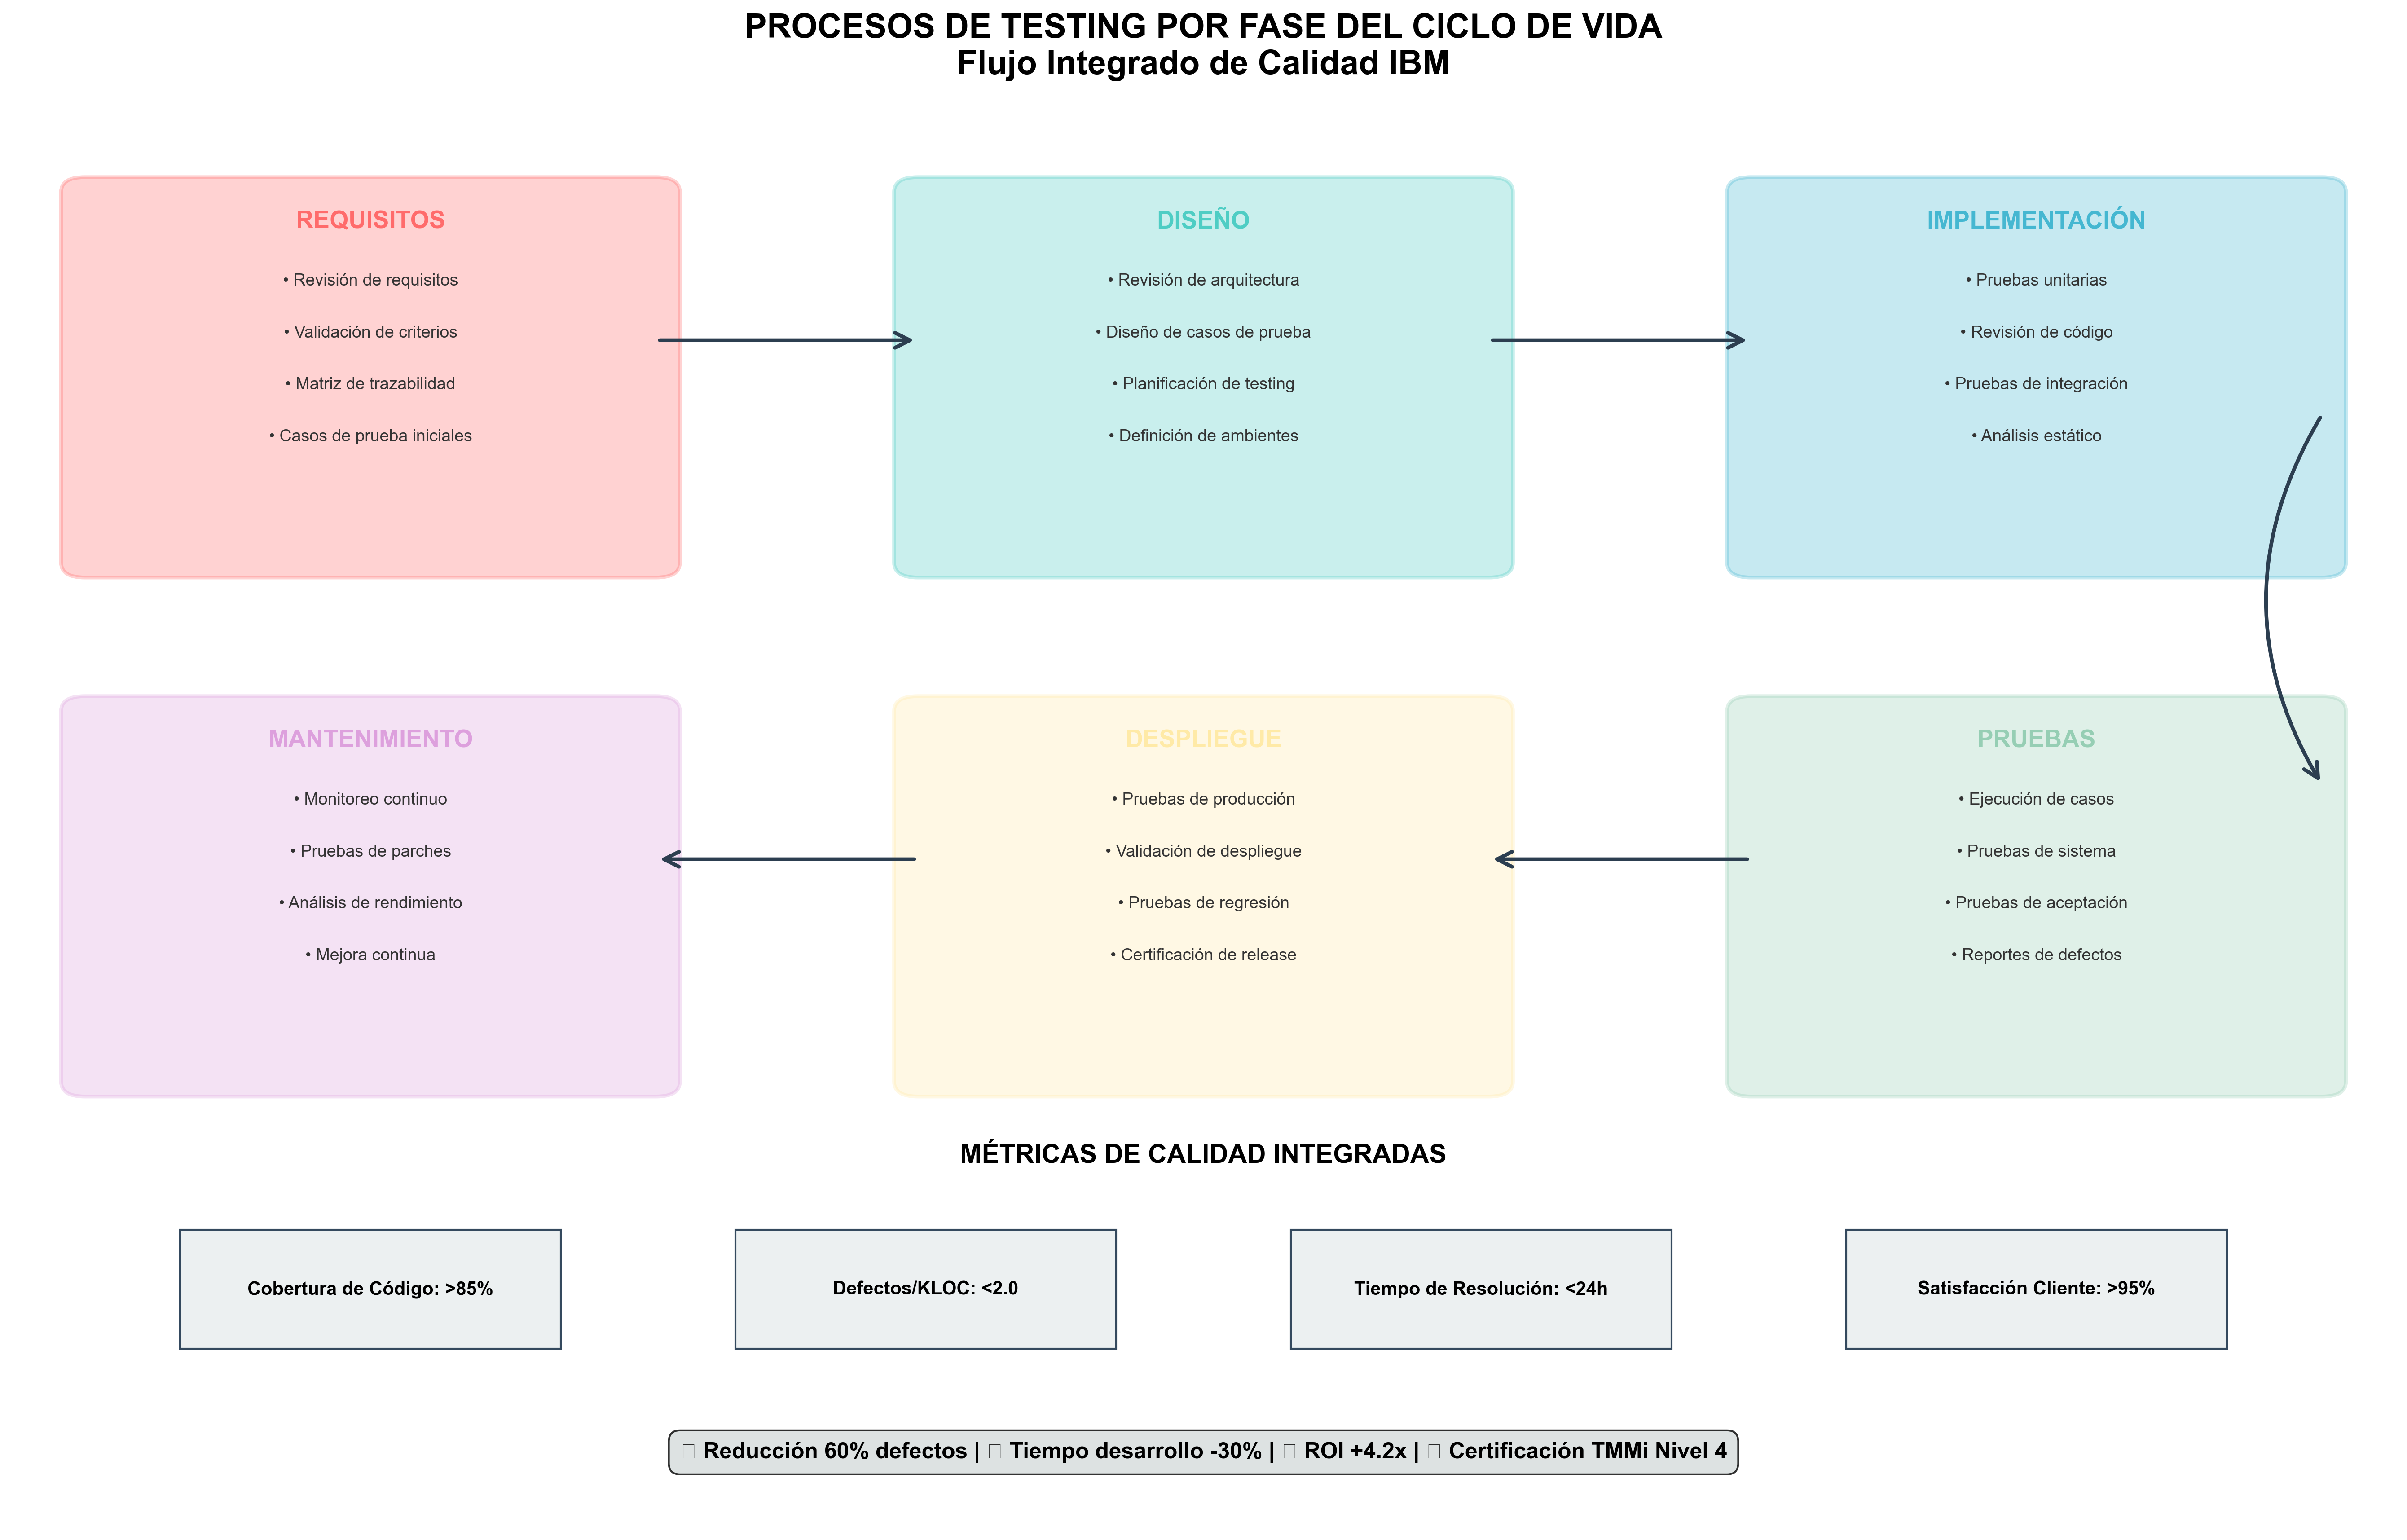 PROCESOS DE TESTING POR FASE DEL CICLO DE VIDA
Flujo Integrado de Calidad IBM
REQUISITOS
• Revisión de requisitos
• Validación de criterios
• Matriz de trazabilidad
• Casos de prueba iniciales
DISEÑO
• Revisión de arquitectura
• Diseño de casos de prueba
• Planificación de testing
• Definición de ambientes
IMPLEMENTACIÓN
• Pruebas unitarias
• Revisión de código
• Pruebas de integración
• Análisis estático
MANTENIMIENTO
• Monitoreo continuo
• Pruebas de parches
• Análisis de rendimiento
• Mejora continua
DESPLIEGUE
• Pruebas de producción
• Validación de despliegue
• Pruebas de regresión
• Certificación de release
PRUEBAS
• Ejecución de casos
• Pruebas de sistema
• Pruebas de aceptación
• Reportes de defectos
MÉTRICAS DE CALIDAD INTEGRADAS
Cobertura de Código: >85%
Defectos/KLOC: <2.0
Tiempo de Resolución: <24h
Satisfacción Cliente: >95%
▯ Reducción 60% defectos | ▯ Tiempo desarrollo -30% | ▯ ROI +4.2x | ▯ Certificación TMMi Nivel 4